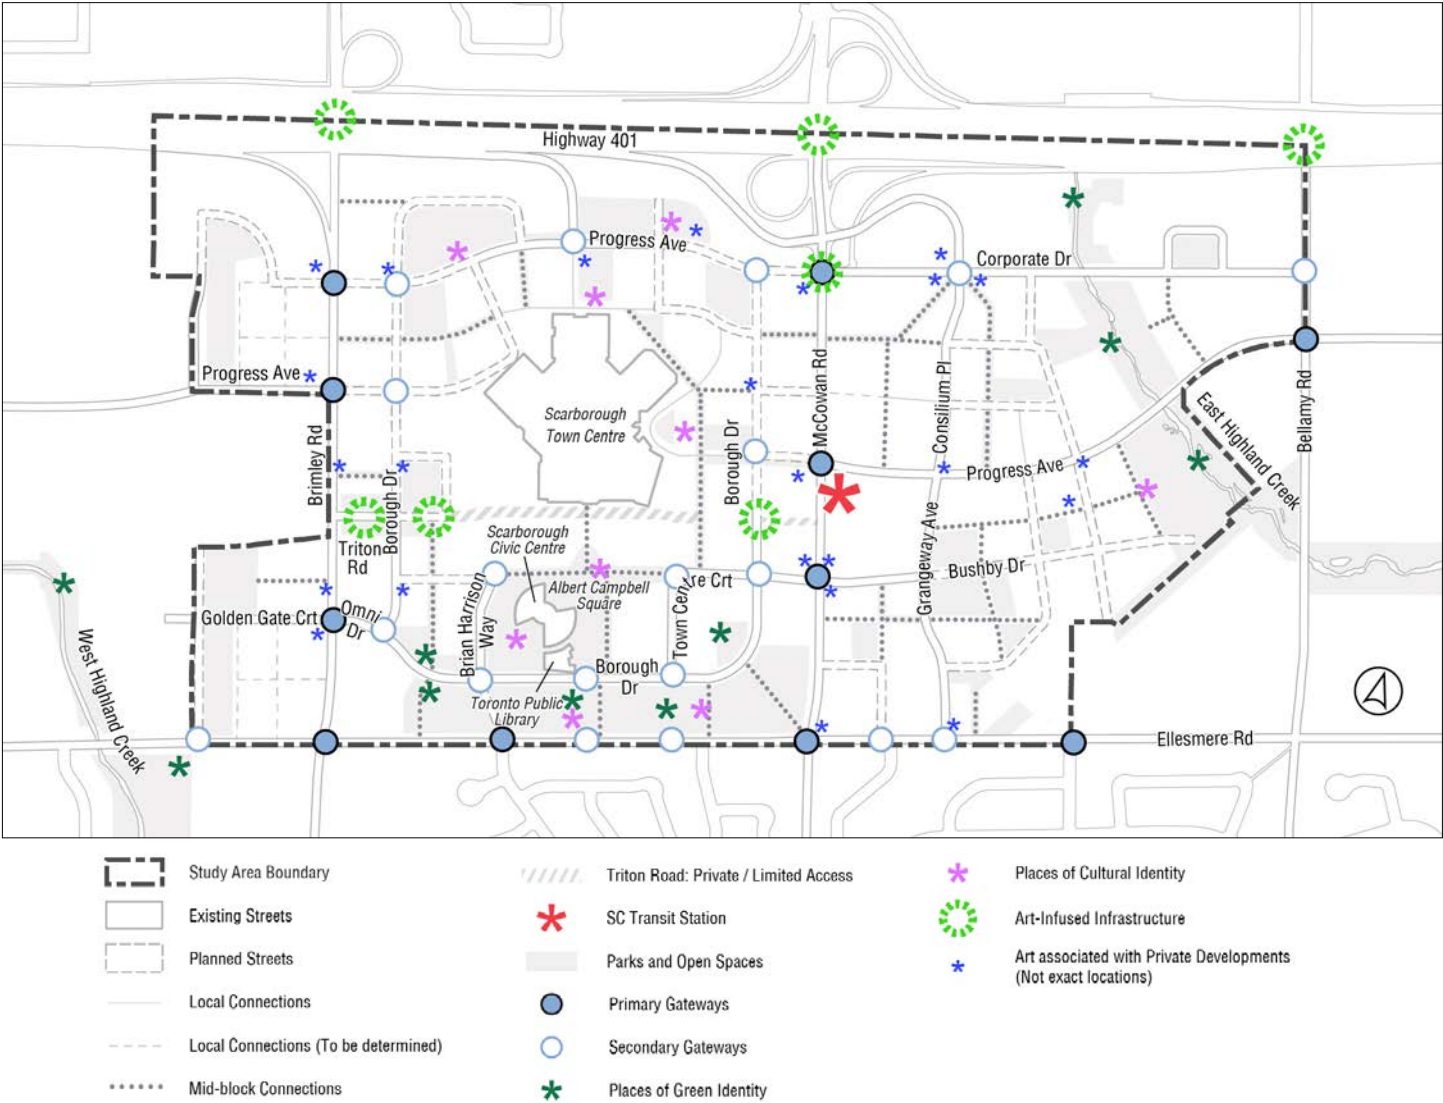 Highway 401
Progress Ave
Corporate Dr
Progress Ave
Scarborough
Town Centre
McCowan Rd
Consilium Pl
Bellamy Rd
East Highland Creek
Brimley Rd
Borough Dr
Borough Dr
Progress Ave
Triton
Rd
Scarborough
Civic Centre
Albert Campbell
Square
Town Centre Crt
Grangeway Ave
Bushby Dr
Golden Gate Crt
Omni
Dr
Brian Harrison
Way
Borough
Dr
Toronto Public
Library
West Highland Creek
Ellesmere Rd
Study Area Boundary
Existing Streets
Planned Streets
Local Connections
Local Connections (To be determined)
Mid-block Connections
Triton Road: Private / Limited Access
SC Transit Station
Parks and Open Spaces
Primary Gateways
Secondary Gateways
Places of Green Identity
Places of Cultural Identity
Art-Infused Infrastructure
Art associated with Private Developments
(Not exact locations)